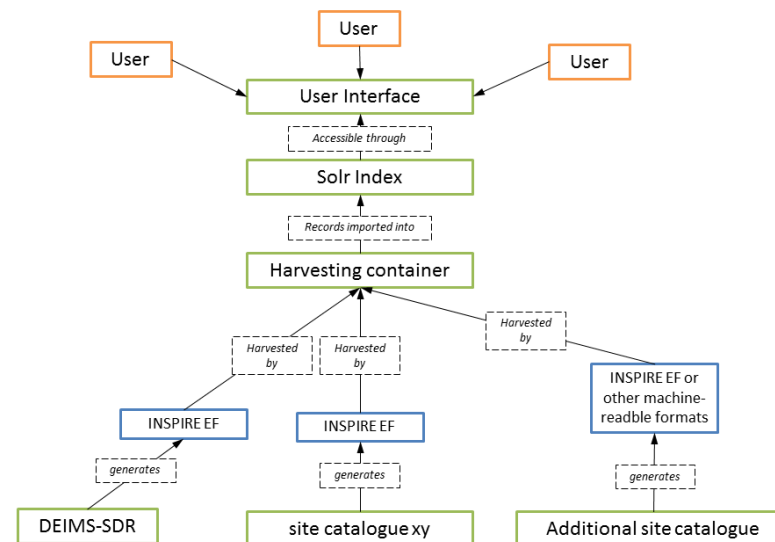 User
User
User
User Interface
Accessible through
Solr Index
Records imported into
Harvesting container
Harvested
by
Harvested
by
Harvested
by
INSPIRE EF
INSPIRE EF
INSPIRE EF or
other machine-
readble formats
generates
generates
generates
DEIMS-SDR
site catalogue xy
Additional site catalogue